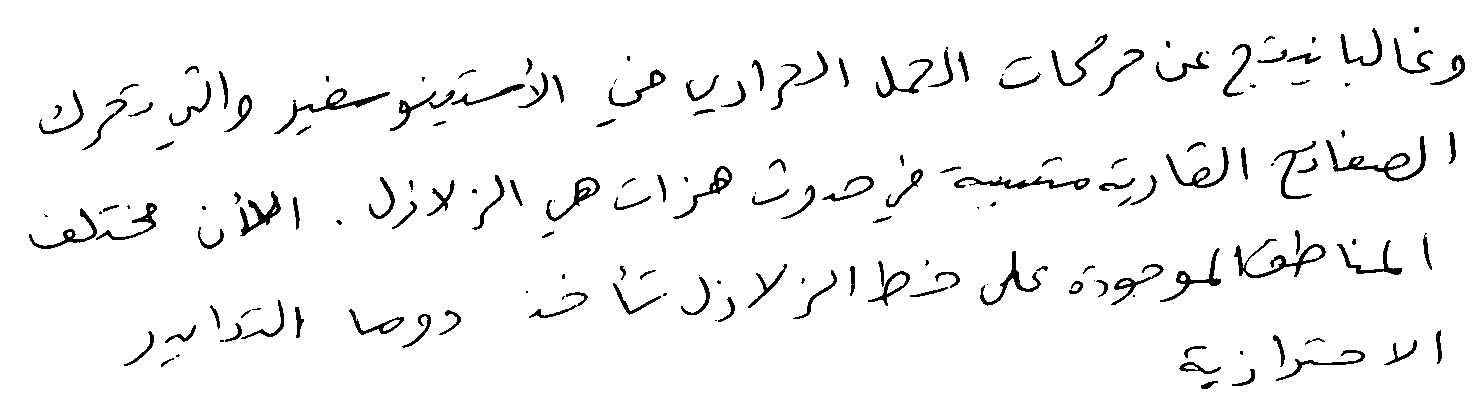 وغالبا ينتج عن حركات الحمل الحراري في الأستينوسفير والتي تحرك
الصفائح القارية متسببة في حدوث هزات هي الزلازل. الأن مختلف
المناطق الموجودة على خط الزلازل تأخذ دوما التدابير
الاحترازية